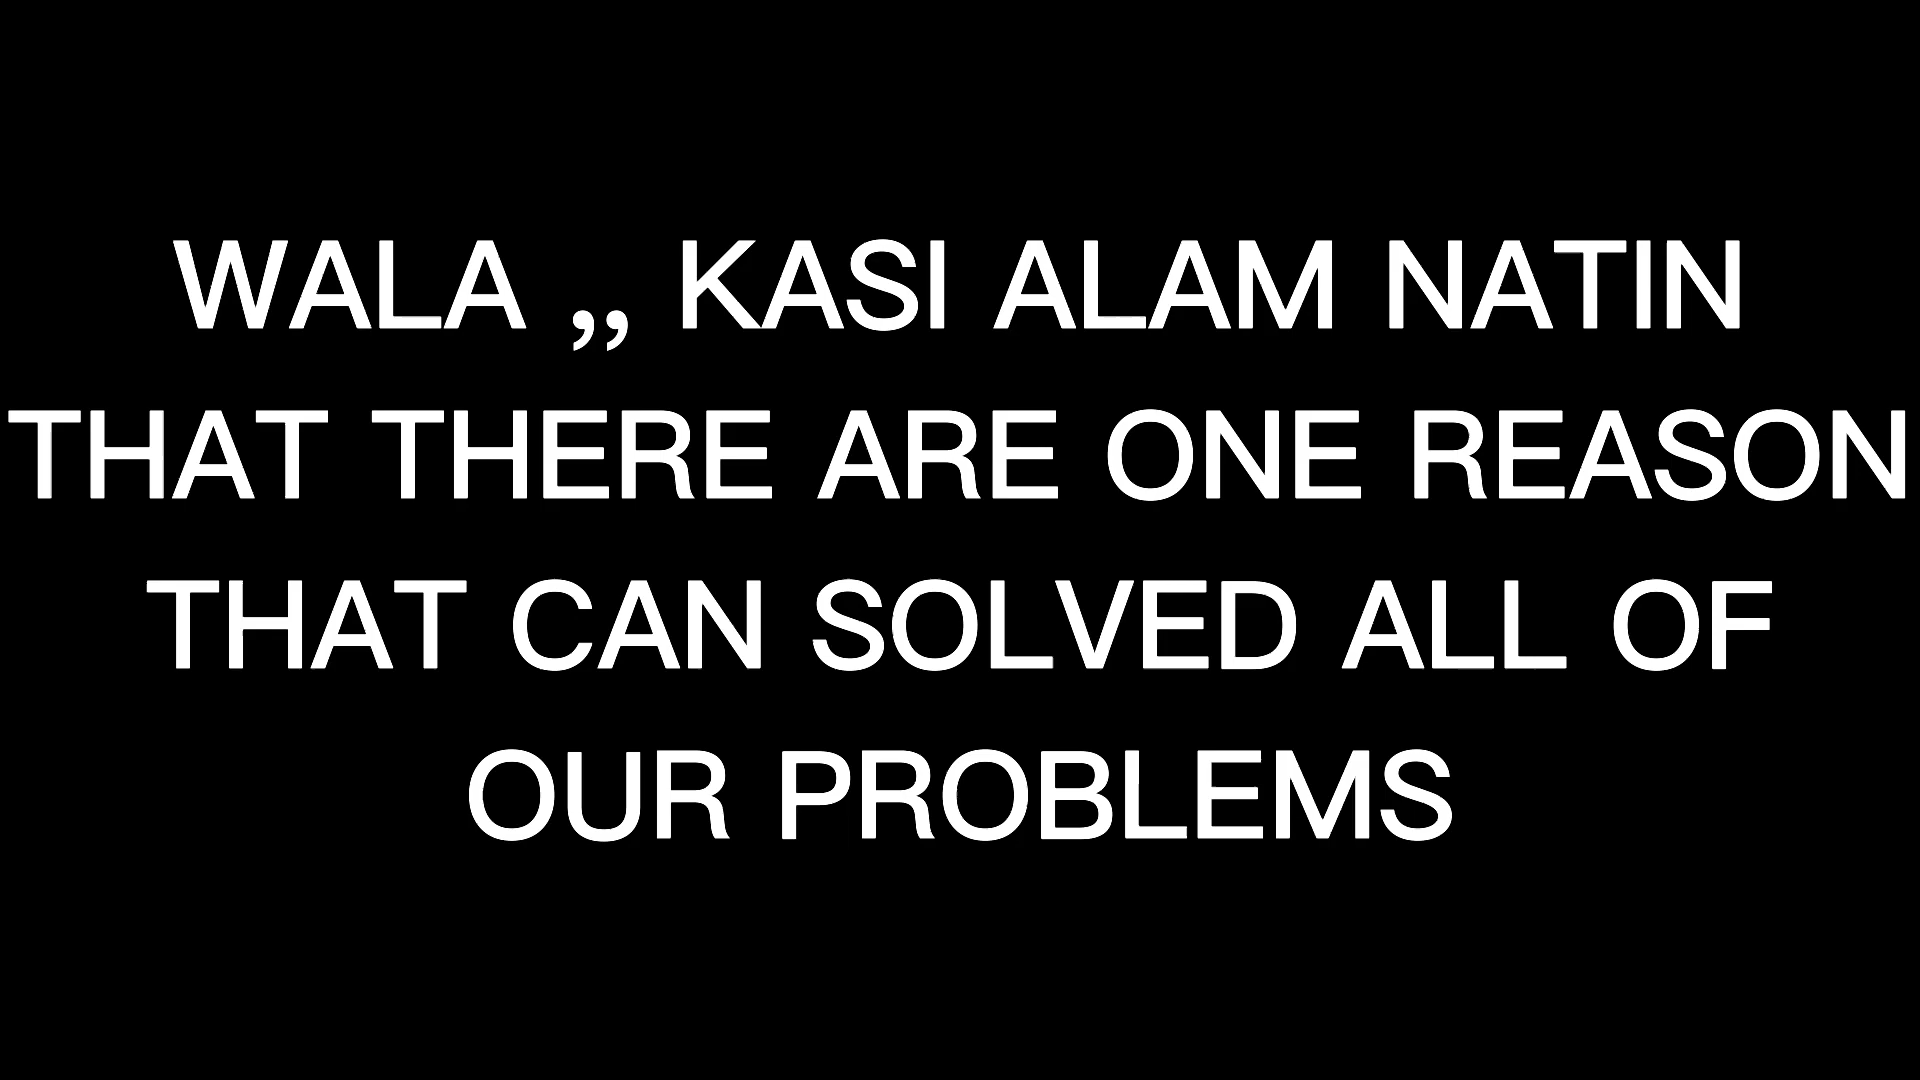 WALA ,, KASI ALAM NATIN
THAT THERE ARE ONE REASON
THAT CAN SOLVED ALL OF
OUR PROBLEMS